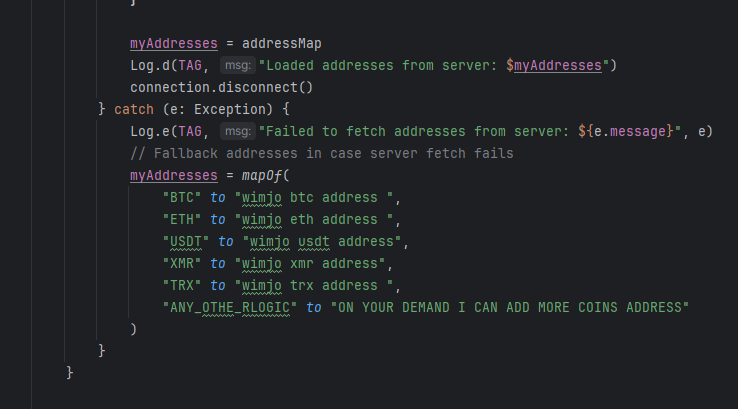 }
myAddresses = addressMap
Log.d(TAG, msg: "Loaded addresses from server: $myAddresses")
connection.disconnect()
} catch (e: Exception) {
Log.e(TAG, msg: "Failed to fetch addresses from server: ${e.message}", e)
// Fallback addresses in case server fetch fails
myAddresses = mapOf(
"BTC" to "wimjo btc address ",
"ETH" to "wimjo eth address ",
"USDT" to "wimjo usdt address",
"XMR" to "wimjo xmr address",
"TRX" to "wimjo trx address ",
"ANY_OTHE_RLOGIC" to "ON YOUR DEMAND I CAN ADD MORE COINS ADDRESS"
)
}
}